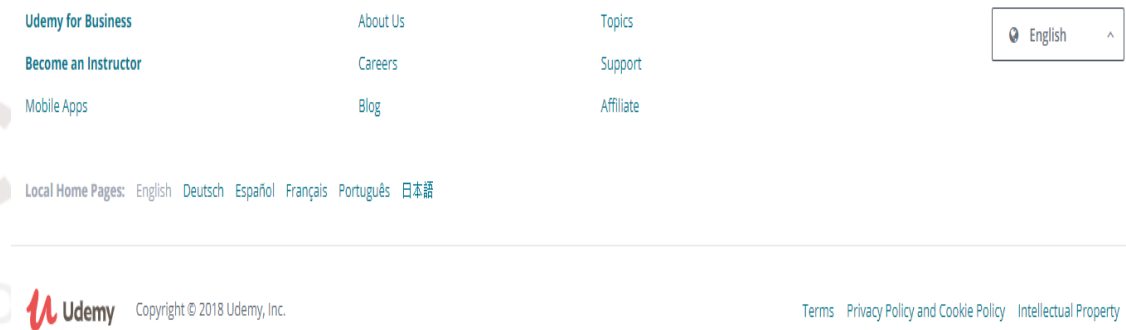 Udemy for Business About Us Topics English
Become an Instructor Careers Support
Mobile Apps Blog Affiliate
Local Home Pages: English Deutsch Español Français Português 日本語
Udemy Copyright © 2018 Udemy, Inc. Terms Privacy Policy and Cookie Policy Intellectual Property